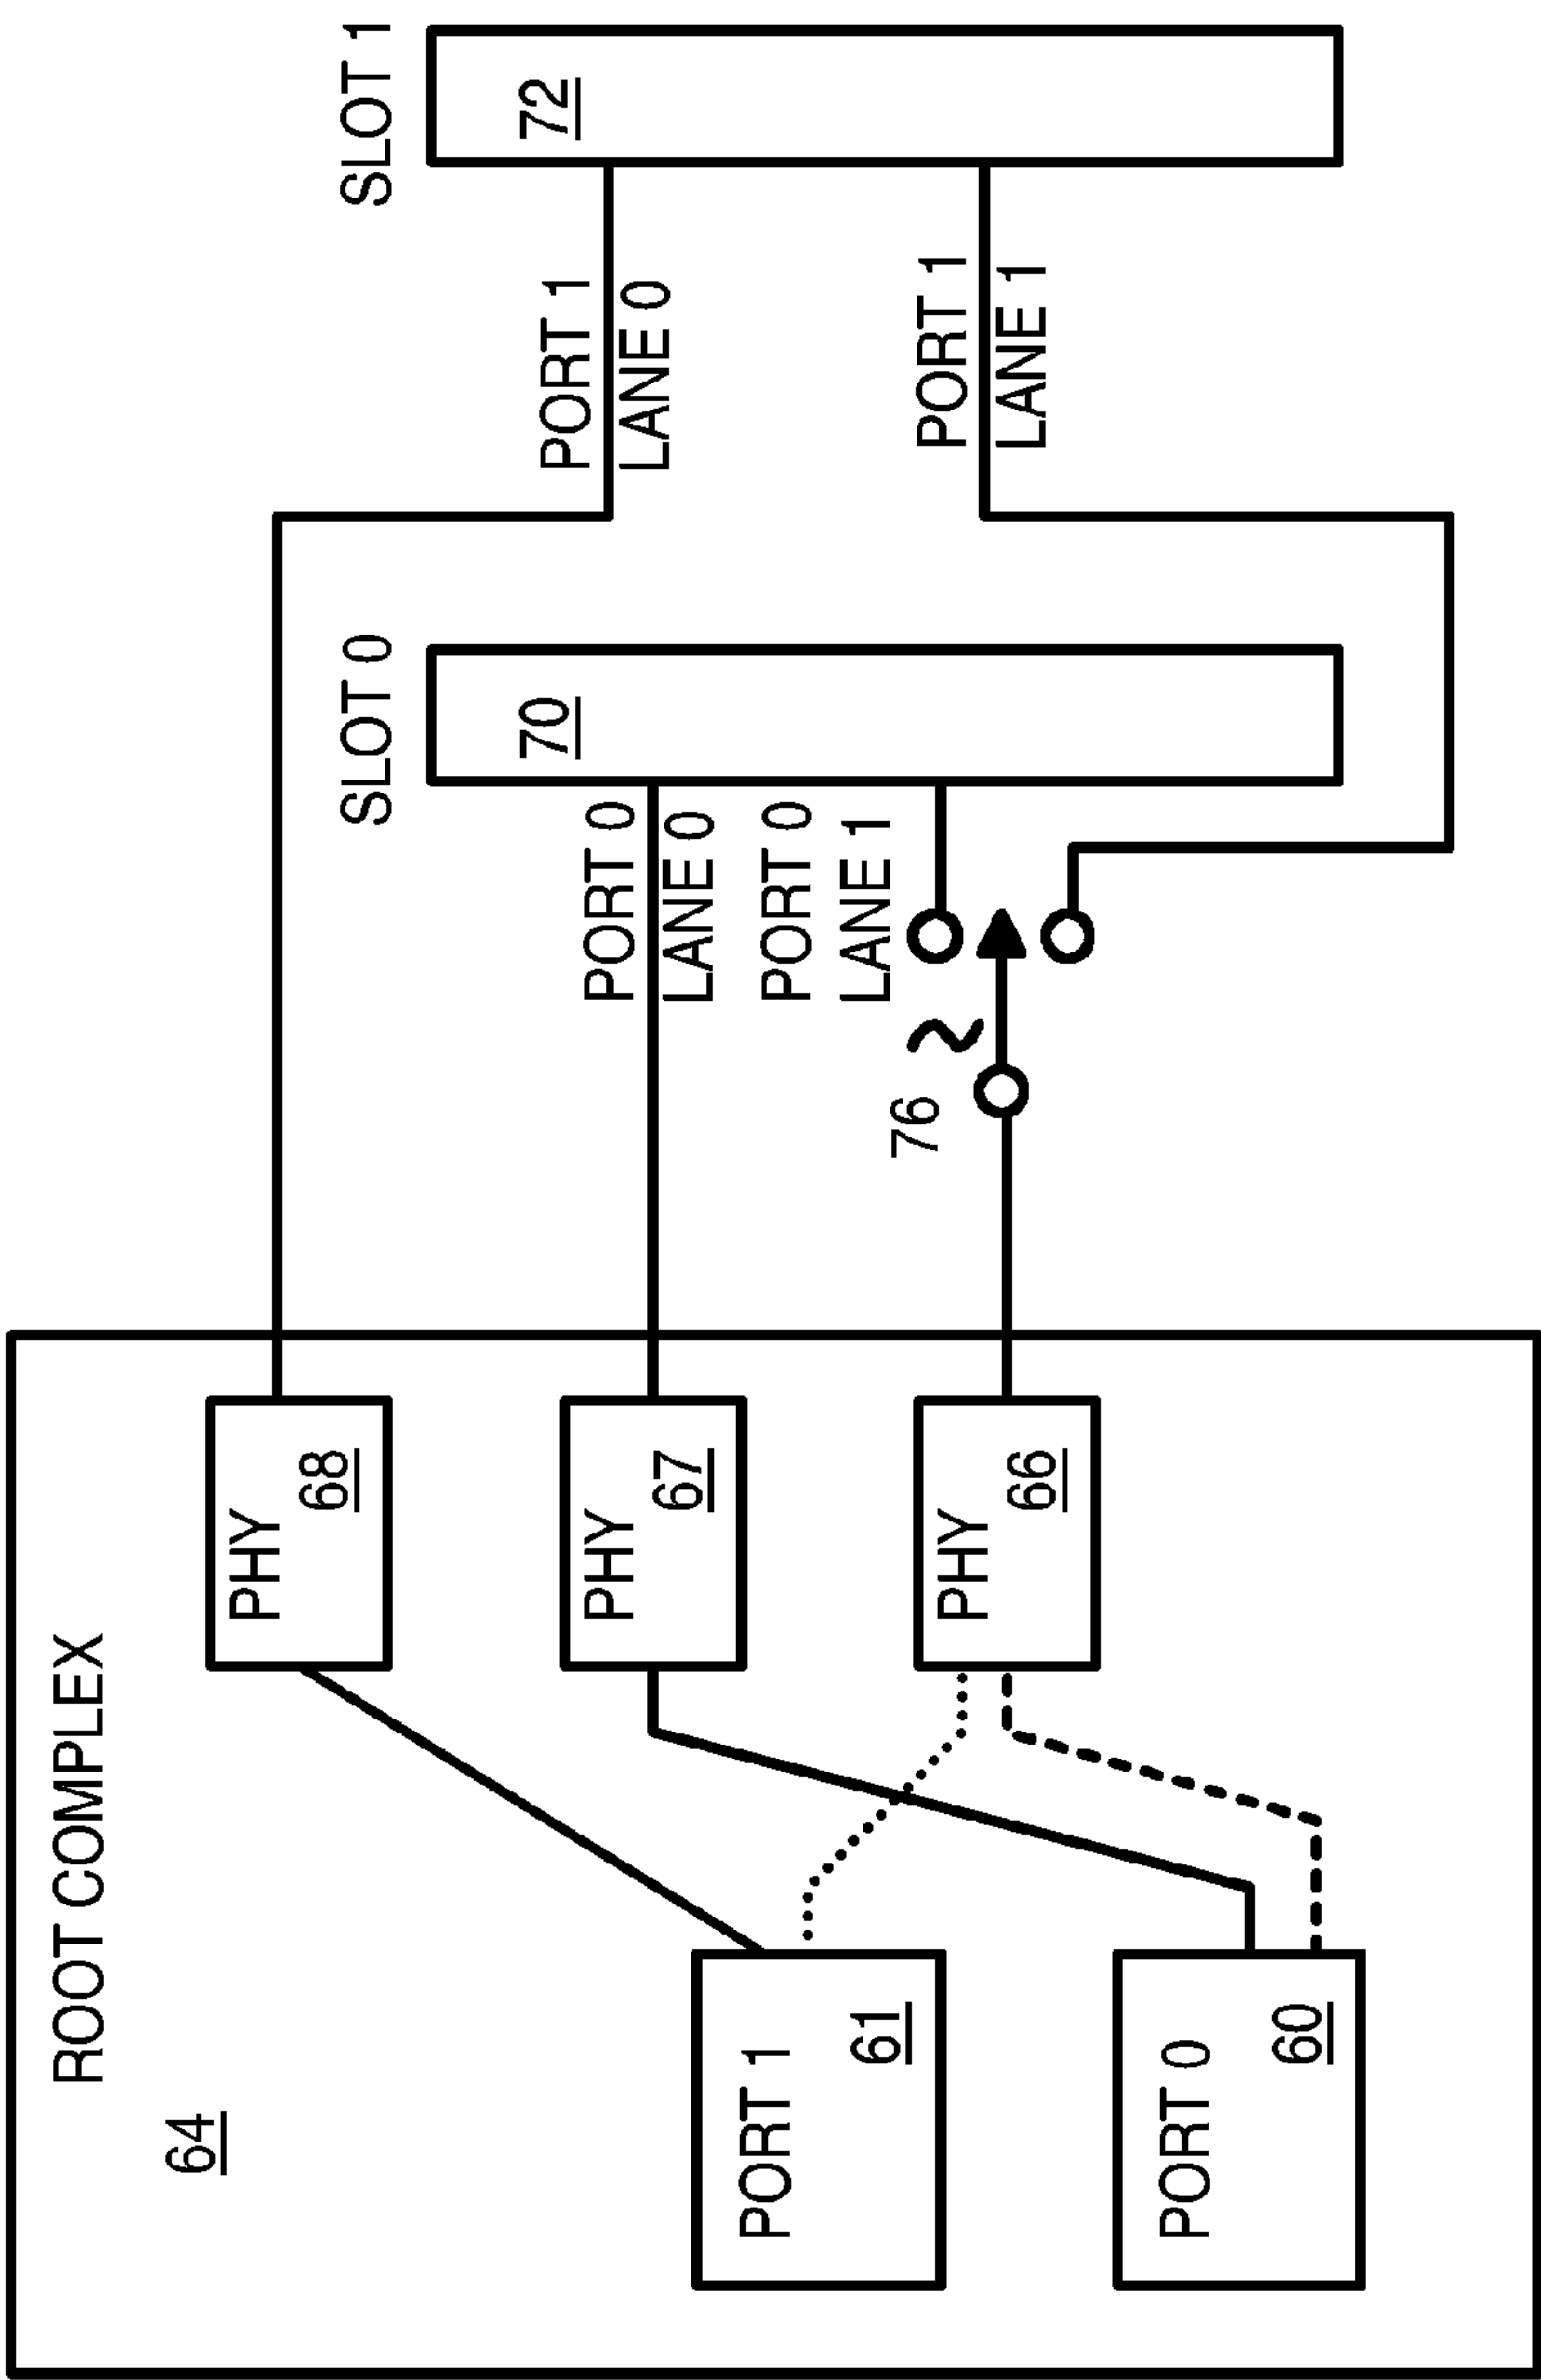 ROOT COMPLEX
64
PORT 1
61
PORT 0
60
PHY
68
PHY
67
PHY
66
76
PORT 0
LANE 0
PORT 0
LANE 1
SLOT 0
70
PORT 1
LANE 0
PORT 1
LANE 1
SLOT 1
72